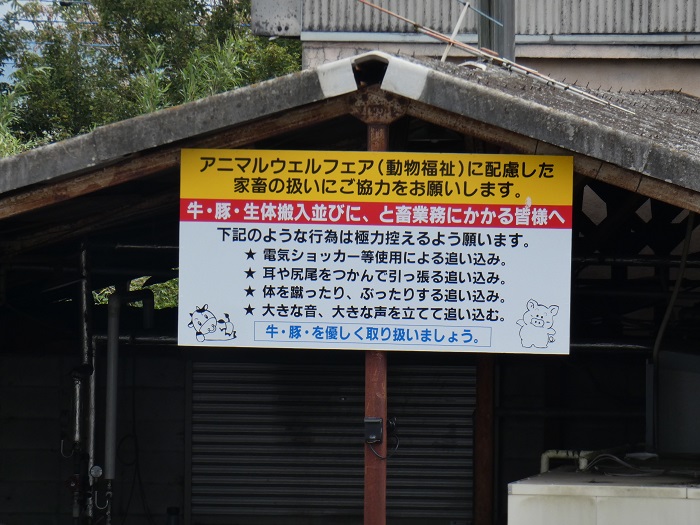 アニマルウェルフェア(動物福祉)に配慮した
家畜の扱いにご協力をお願いします。
牛・豚・生体搬入並びに、と畜業務にかかる皆様へ
下記のような行為は極力控えるよう願います。
★ 電気ショッカー等使用による追い込み。
★ 耳や尻尾をつかんで引っ張る追い込み。
★ 体を蹴ったり、ぶったりする追い込み。
★ 大きな音、大きな声を立てて追い込む。
牛・豚・を優しく取り扱いましょう。